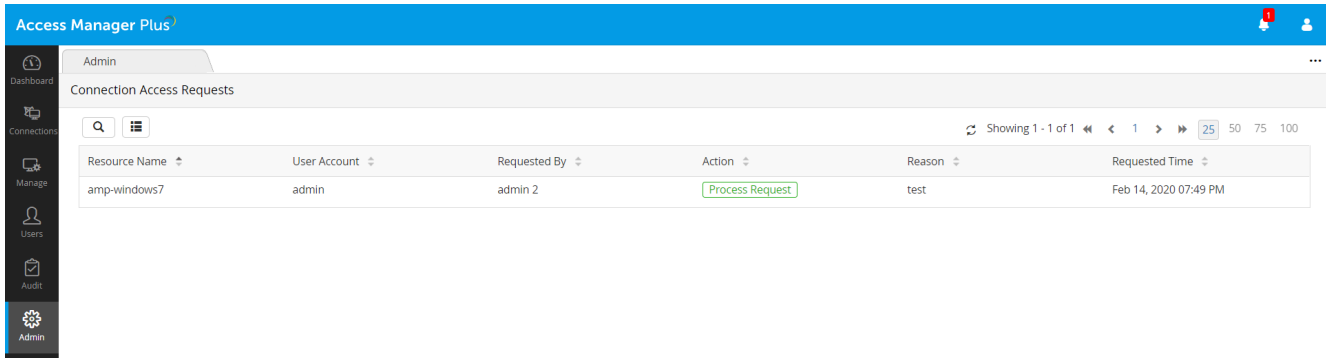 Access Manager Plus
1
Dashboard
Connections
Manage
Users
Audit
Admin
Admin
...
Connection Access Requests
Showing 1 - 1 of 1 1 25 50 75 100
Resource Name User Account Requested By Action Reason Requested Time
amp-windows7 admin admin 2 Process Request test Feb 14, 2020 07:49 PM